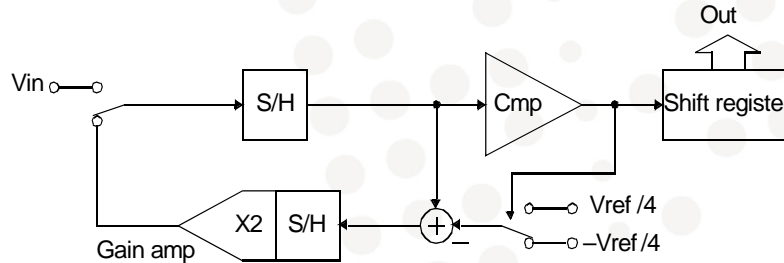 Out
Vin
S/H
Cmp
Shift registe
Vref /4
X2
S/H
+
–
–Vref /4
Gain amp